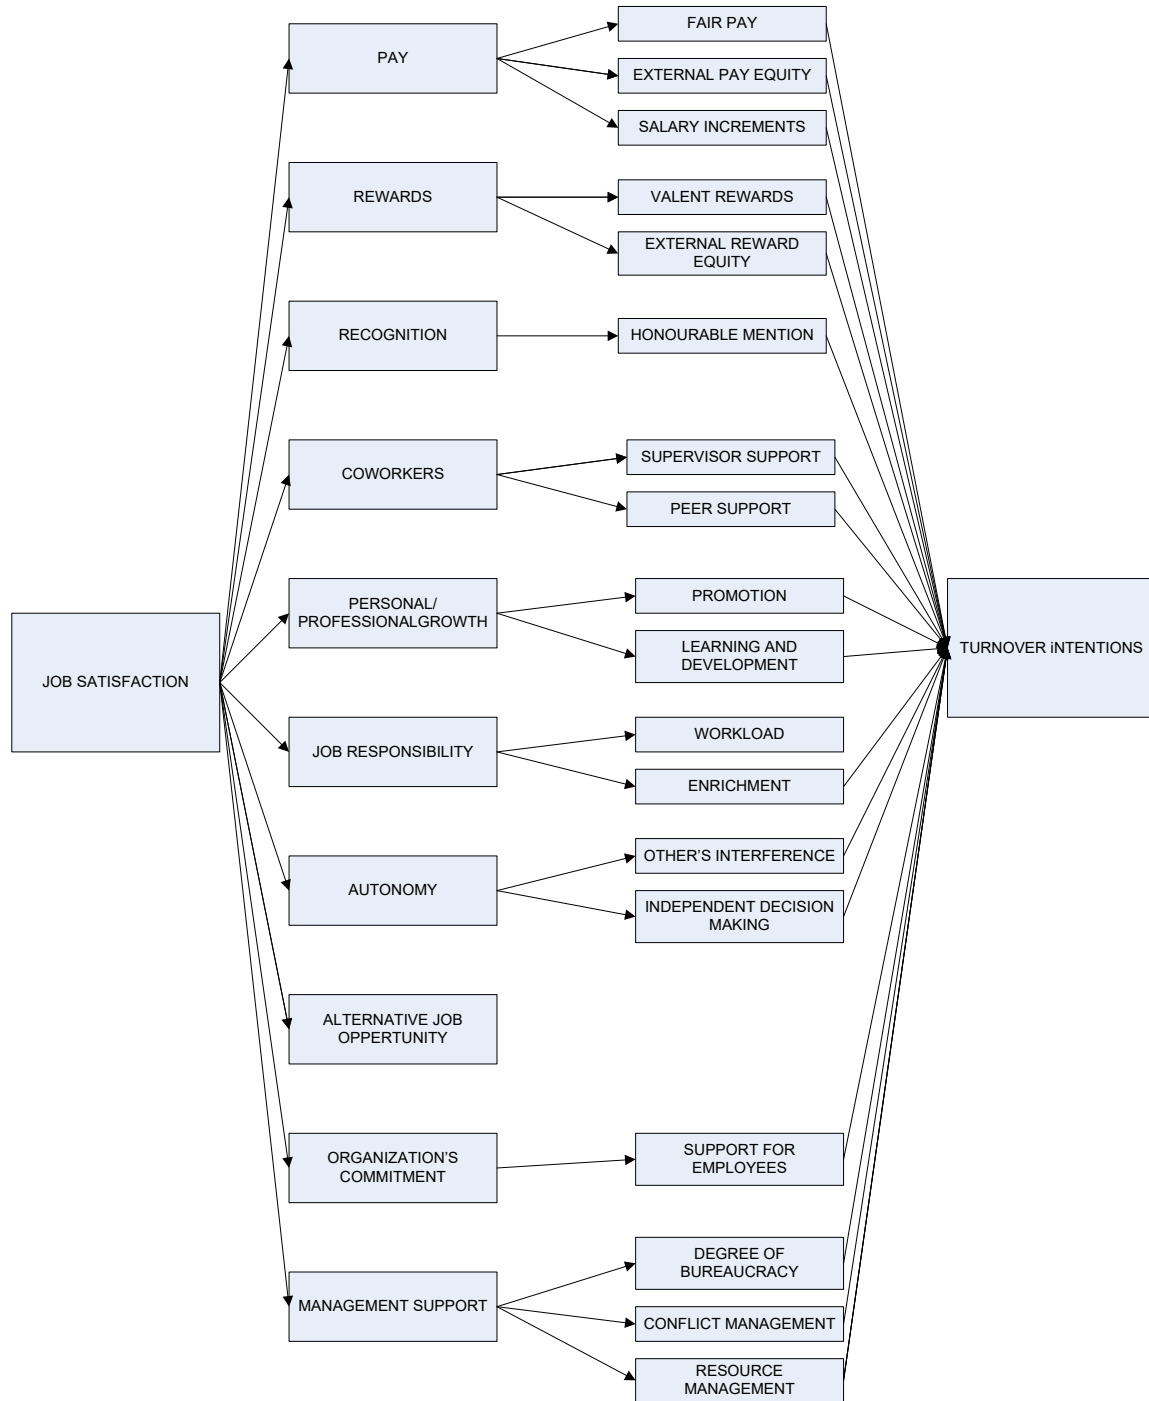 JOB SATISFACTION
PAY
REWARDS
RECOGNITION
COWORKERS
PERSONAL/
PROFESSIONALGROWTH
JOB RESPONSIBILITY
AUTONOMY
ALTERNATIVE JOB
OPPERTUNITY
ORGANIZATION'S
COMMITMENT
MANAGEMENT SUPPORT
FAIR PAY
EXTERNAL PAY EQUITY
SALARY INCREMENTS
VALENT REWARDS
EXTERNAL REWARD
EQUITY
HONOURABLE MENTION
SUPERVISOR SUPPORT
PEER SUPPORT
PROMOTION
LEARNING AND
DEVELOPMENT
WORKLOAD
ENRICHMENT
OTHER'S INTERFERENCE
INDEPENDENT DECISION
MAKING
SUPPORT FOR
EMPLOYEES
DEGREE OF
BUREAUCRACY
CONFLICT MANAGEMENT
RESOURCE
MANAGEMENT
TURNOVER iNTENTIONS